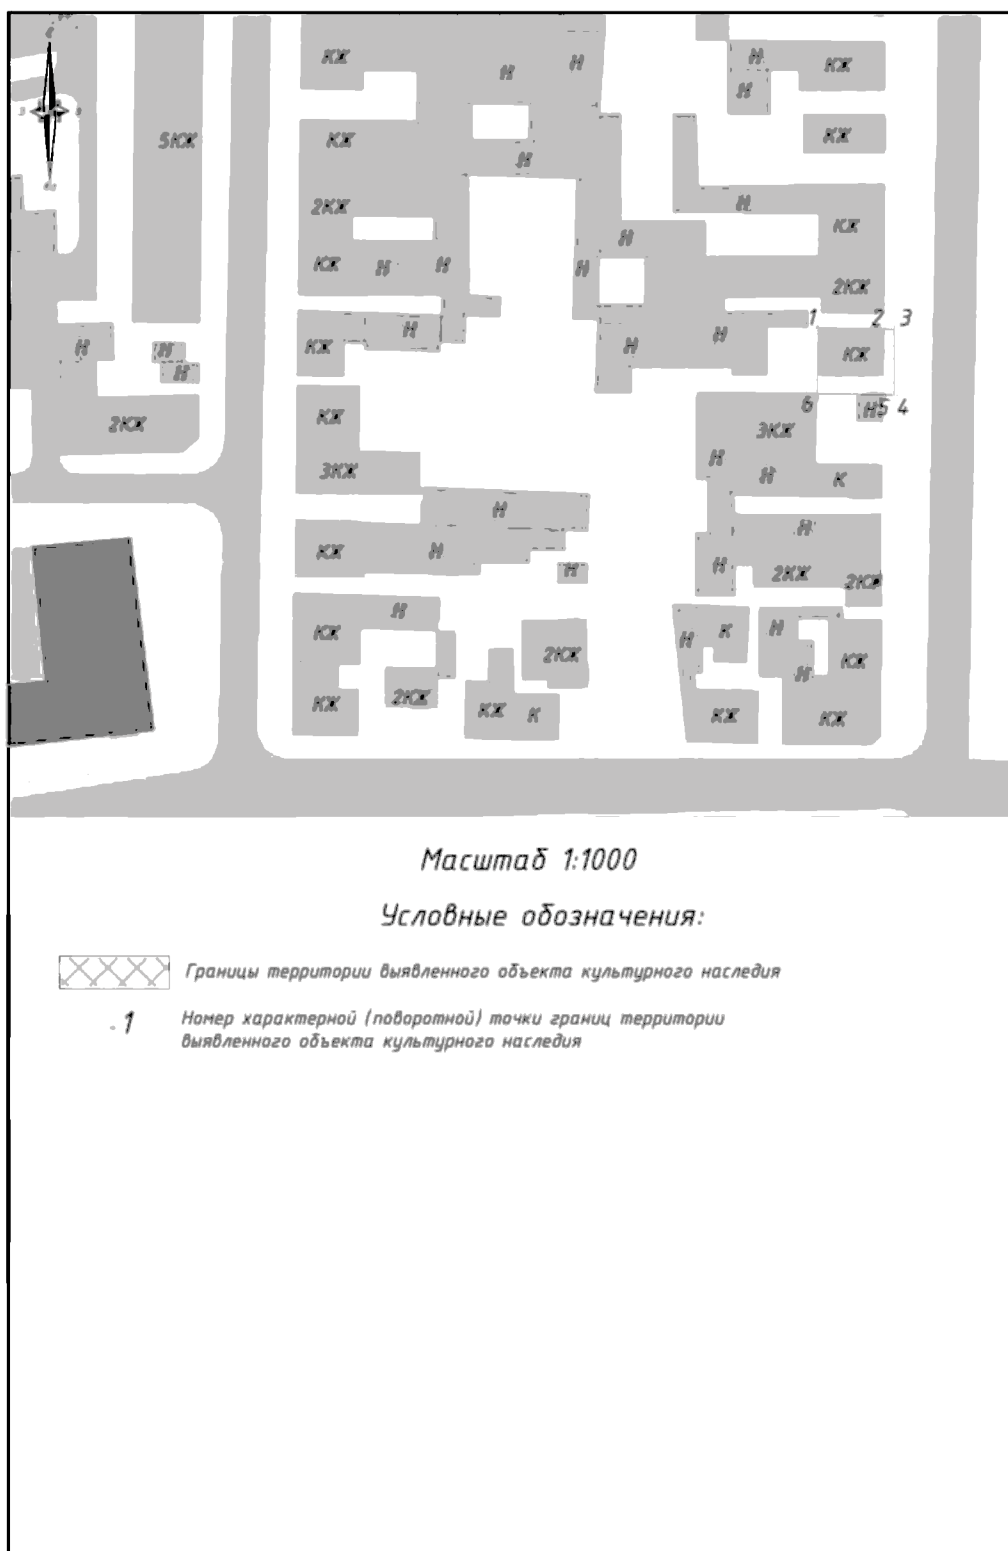 КЖ Н Н Н КЖ
Н
5КЖ КЖ КЖ
Н
2КЖ Н
Н КЖ
КЖ Н Н Н
2КЖ
1 2 3
Н Н
КЖ Н КЖ
Н Н
Н
6 Н5 4
КЖ
2КЖ 3КЖ
Н
3КЖ Н К
Н
Н
КЖ Н
Н Н
2КЖ
Н
КЖ Н К Н
2КЖ КЖ
Н
КЖ 2КЖ КЖ К КЖ КЖ
Масштаб 1:1000
Условные обозначения:
Границы территории выявленного объекта культурного наследия
1 Номер характерной (поворотной) точки границ территории
выявленного объекта культурного наследия